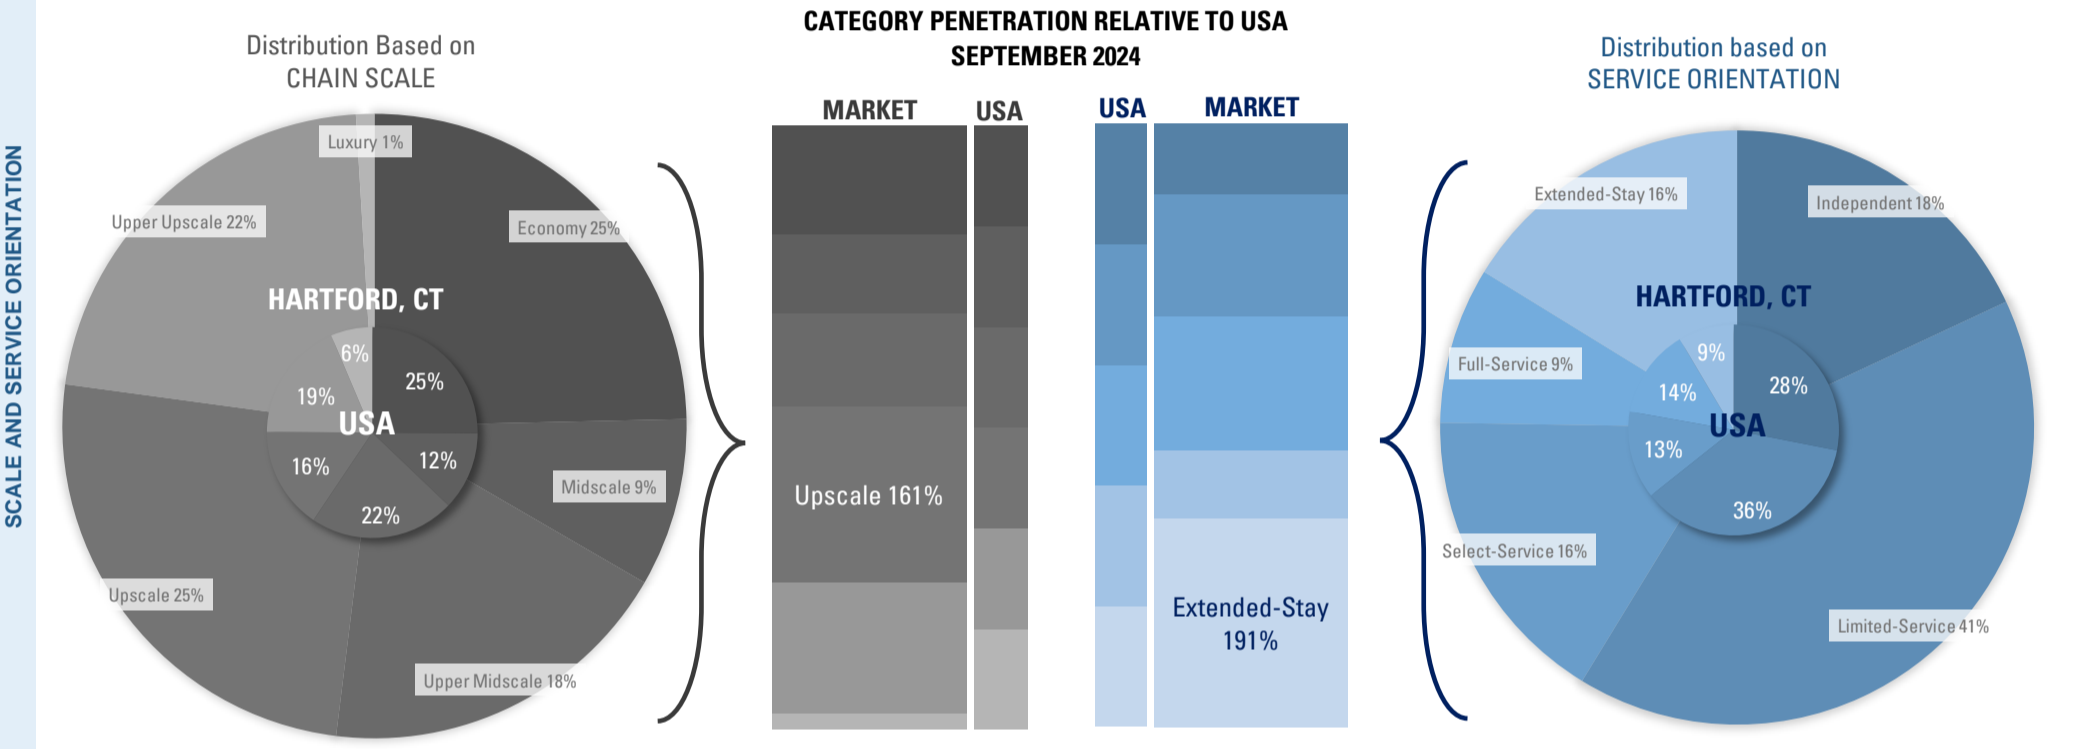 SCALE AND SERVICE ORIENTATION
Distribution Based on
CHAIN SCALE
Luxury 1%
Upper Upscale 22%
Economy 25%
HARTFORD, CT
6%
25%
19%
USA
16%
12%
22%
Midscale 9%
Upscale 25%
Upper Midscale 18%
CATEGORY PENETRATION RELATIVE TO USA
SEPTEMBER 2024
MARKET
USA
USA
MARKET
Upscale 161%
Extended-Stay
191%
Distribution based on
SERVICE ORIENTATION
Extended-Stay 16%
Independent 18%
HARTFORD, CT
Full-Service 9%
9%
28%
14%
USA
13%
36%
Select-Service 16%
Limited-Service 41%